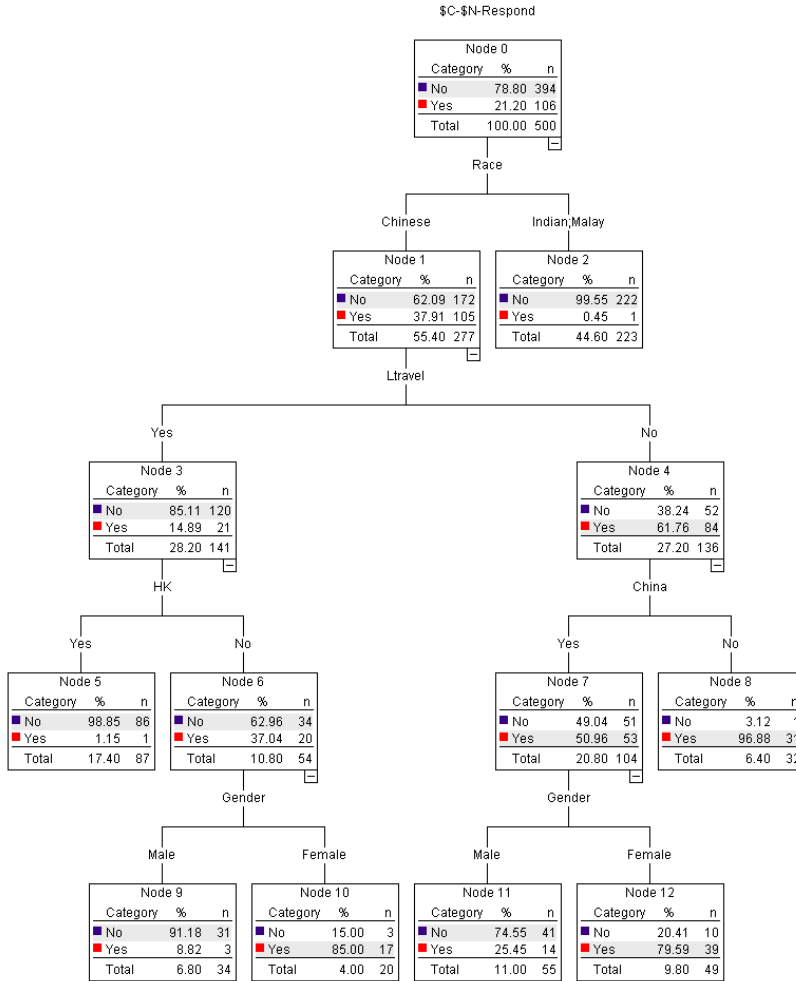 $C-$N-Respond
Node 0
Category % n
No 78.80 394
Yes 21.20 106
Total 100.00 500
Race
Chinese Indian;Malay
Node 1 Node 2
Category % n Category % n
No 62.09 172 No 99.55 222
Yes 37.91 105 Yes 0.45 1
Total 55.40 277 Total 44.60 223
Ltravel
Yes No
Node 3 Node 4
Category % n Category % n
No 85.11 120 No 38.24 52
Yes 14.89 21 Yes 61.76 84
Total 28.20 141 Total 27.20 136
HK China
Yes No Yes No
Node 5 Node 6 Node 7 Node 8
Category % n Category % n Category % n Category %
No 98.85 86 No 62.96 34 No 49.04 51 No 3.12
Yes 1.15 1 Yes 37.04 20 Yes 50.96 53 Yes 96.88 31
Total 17.40 87 Total 10.80 54 Total 20.80 104 Total 6.40 32
Gender Gender
Male Female Male Female
Node 9 Node 10 Node 11 Node 12
Category % n Category % n Category % n Category % n
No 91.18 31 No 15.00 3 No 74.55 41 No 20.41 10
Yes 8.82 3 Yes 85.00 17 Yes 25.45 14 Yes 79.59 39
Total 6.80 34 Total 4.00 20 Total 11.00 55 Total 9.80 49